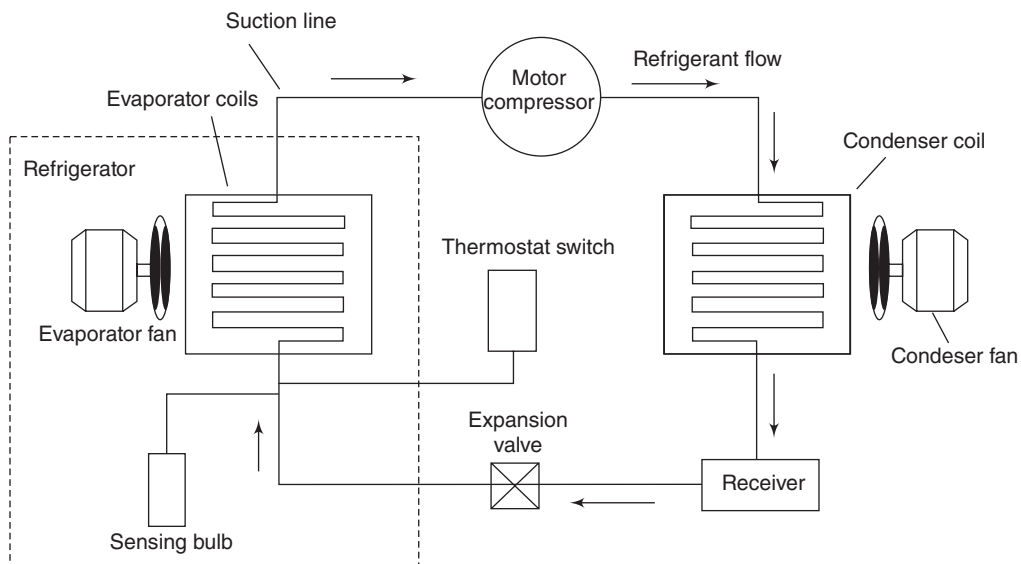 Suction line
Motor
compressor
Refrigerant flow
Evaporator coils
Condenser coil
Refrigerator
Thermostat switch
Evaporator fan
Condeser fan
Expansion
valve
Receiver
Sensing bulb